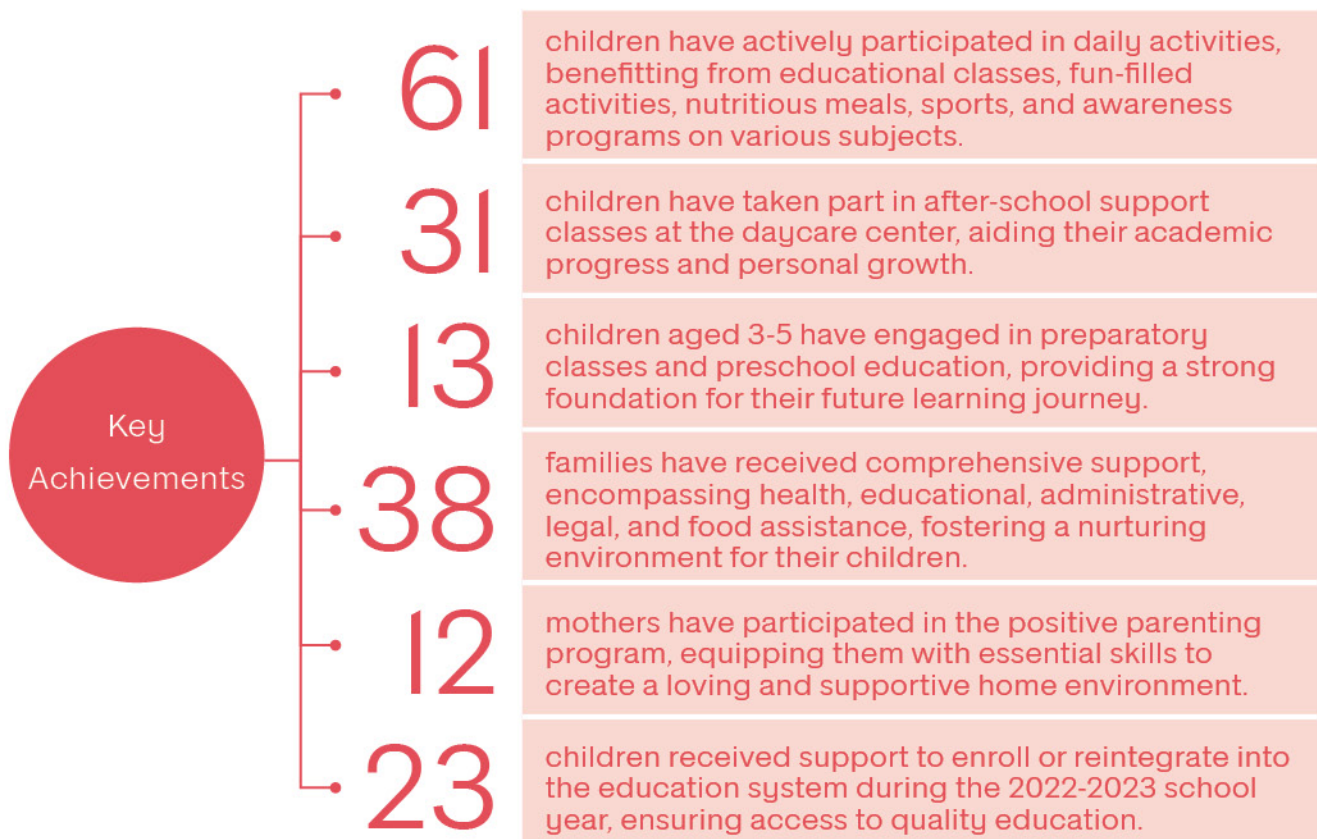 61
children have actively participated in daily activities,
benefitting from educational classes, fun-filled
activities, nutritious meals, sports, and awareness
programs on various subjects.
31
children have taken part in after-school support
classes at the daycare center, aiding their academic
progress and personal growth.
13
children aged 3-5 have engaged in preparatory
classes and preschool education, providing a strong
foundation for their future learning journey.
Key
Achievements
38
families have received comprehensive support,
encompassing health, educational, administrative,
legal, and food assistance, fostering a nurturing
environment for their children.
12
mothers have participated in the positive parenting
program, equipping them with essential skills to
create a loving and supportive home environment.
23
children received support to enroll or reintegrate into
the education system during the 2022-2023 school
year, ensuring access to quality education.